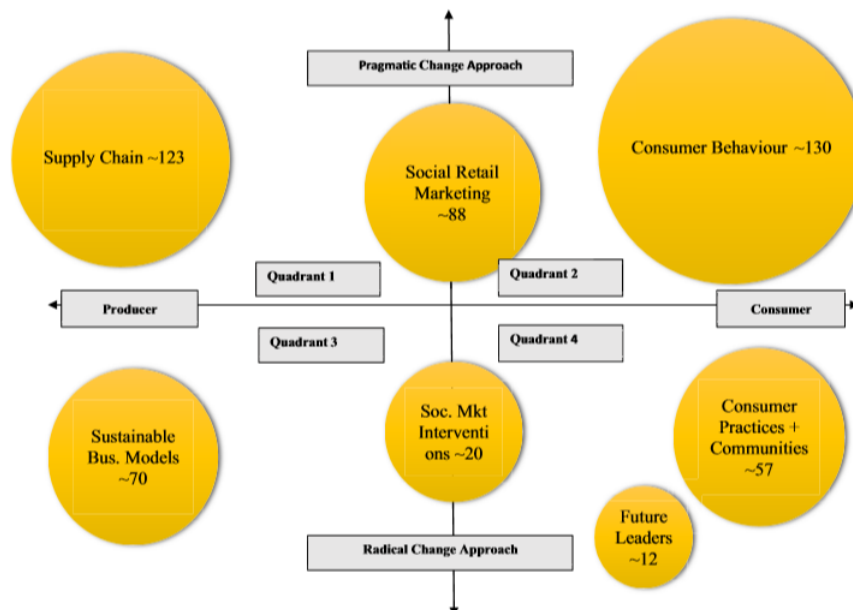 Pragmatic Change Approach
Supply Chain ~123
Social Retail
Marketing
~88
Consumer Behaviour ~130
Quadrant 1
Quadrant 2
Producer
Consumer
Quadrant 3
Quadrant 4
Sustainable
Bus. Models
~70
Soc. Mkt
Interventi
ons ~20
Consumer
Practices +
Communities
~57
Future
Leaders
~12
Radical Change Approach